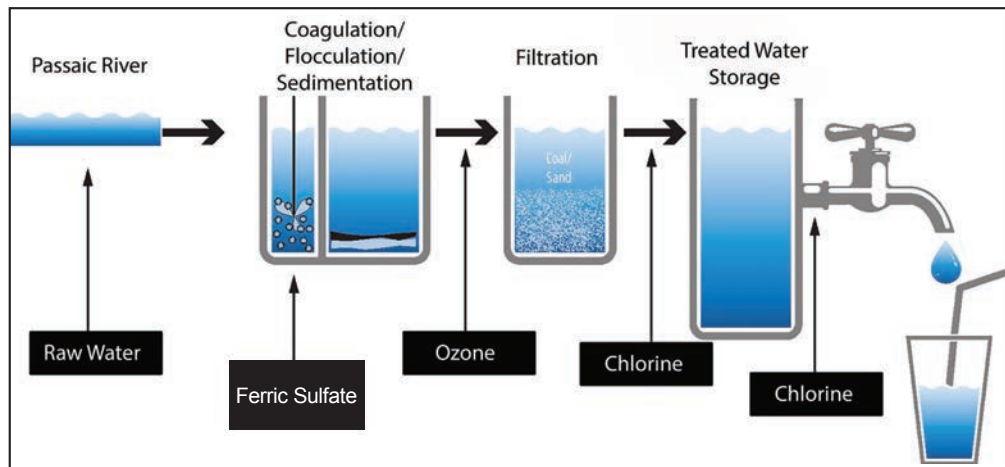 Passaic River
Coagulation/
Flocculation/
Sedimentation
Filtration
Treated Water
Storage
Coal/
Sand
Raw Water
Ferric Sulfate
Ozone
Chlorine
Chlorine